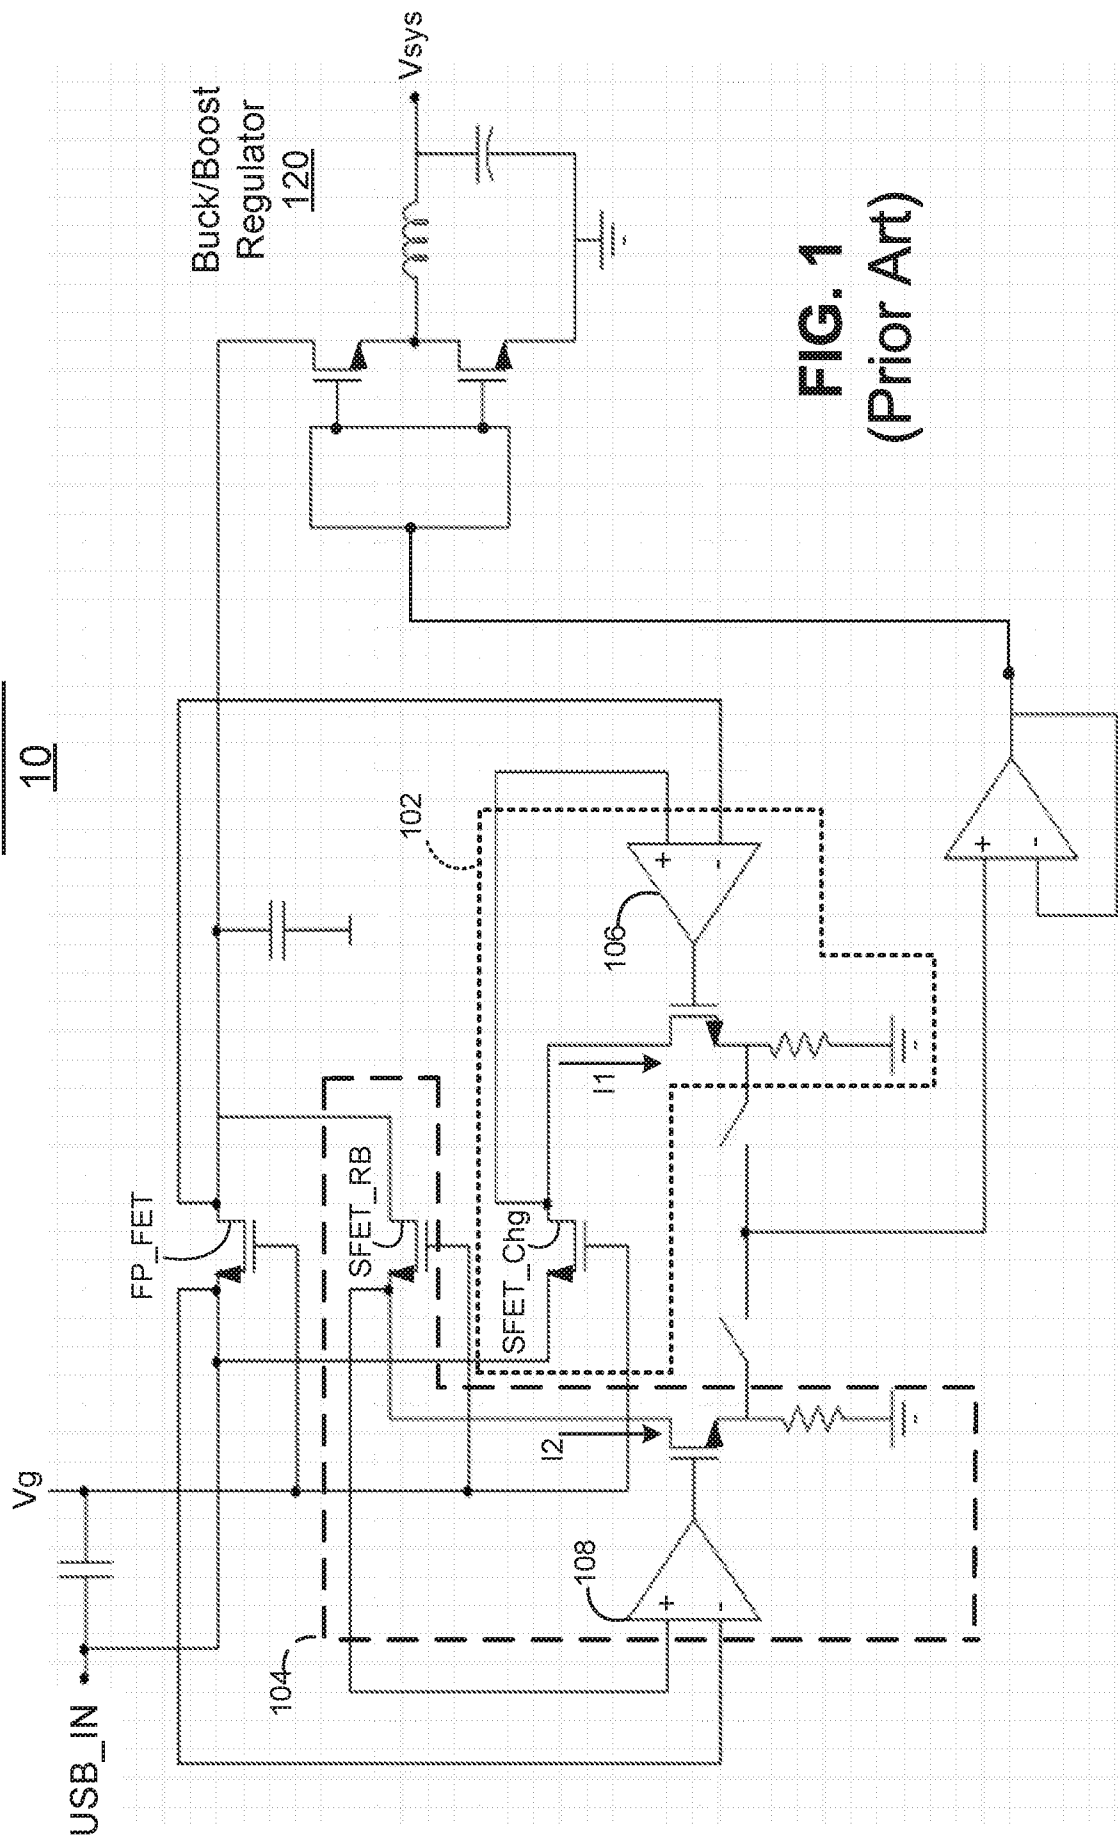 10
USB_IN
Vg
FP_FET
Buck/Boost
Regulator
120
Vsys
104
SFET_RB
102
SFET_Chg
108
+
-
I2
I1
106
+
-
+
-
FIG. 1
(Prior Art)